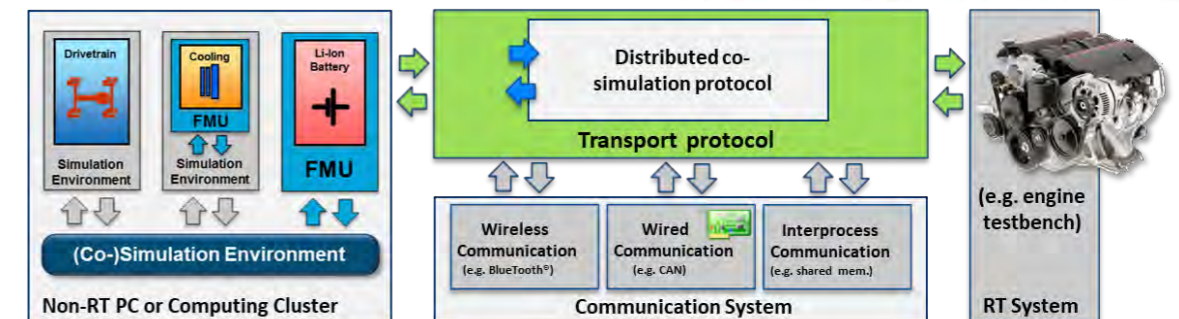 Drivetrain
Simulation
Environment
Cooling
FMU
Simulation
Environment
Li-Ion
Battery
FMU
(Co-)Simulation Environment
Non-RT PC or Computing Cluster
Distributed co-
simulation protocol
Transport protocol
Wireless
Communication
(e.g. BlueTooth®)
Wired
Communication
(e.g. CAN)
Interprocess
Communication
(e.g. shared mem.)
Communication System
(e.g. engine
testbench)
RT System